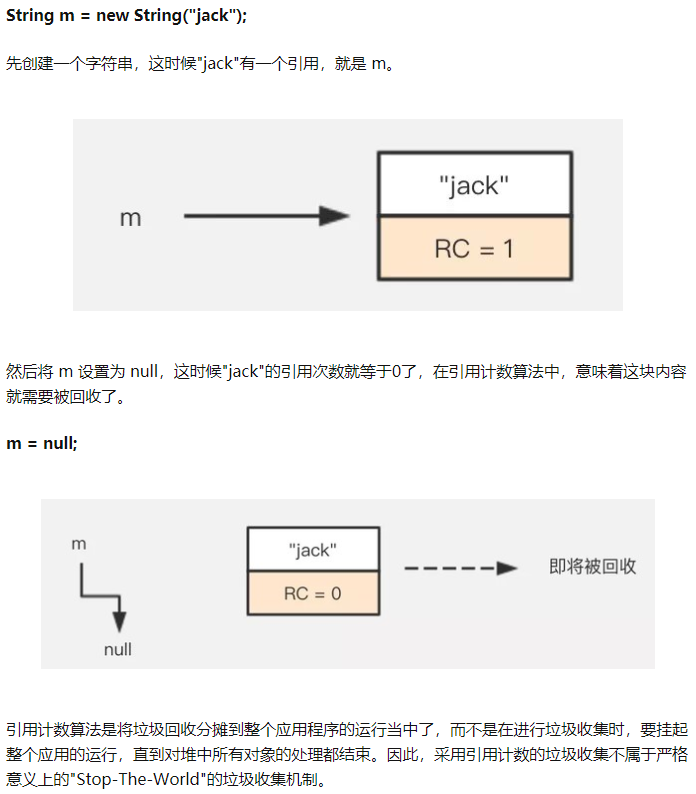 String m = new String("jack");
先创建一个字符串，这时候"jack"有一个引用，就是 m。
m
"jack"
RC = 1
然后将 m 设置为 null，这时候"jack"的引用次数就等于0了，在引用计数算法中，意味着这块内容
就需要被回收了。
m = null;
m
null
"jack"
RC = 0
即将被回收
引用计数算法是将垃圾回收分摊到整个应用程序的运行当中了，而不是在进行垃圾收集时，要挂起
整个应用的运行，直到对堆中所有对象的处理都结束。因此，采用引用计数的垃圾收集不属于严格
意义上的"Stop-The-World"的垃圾收集机制。